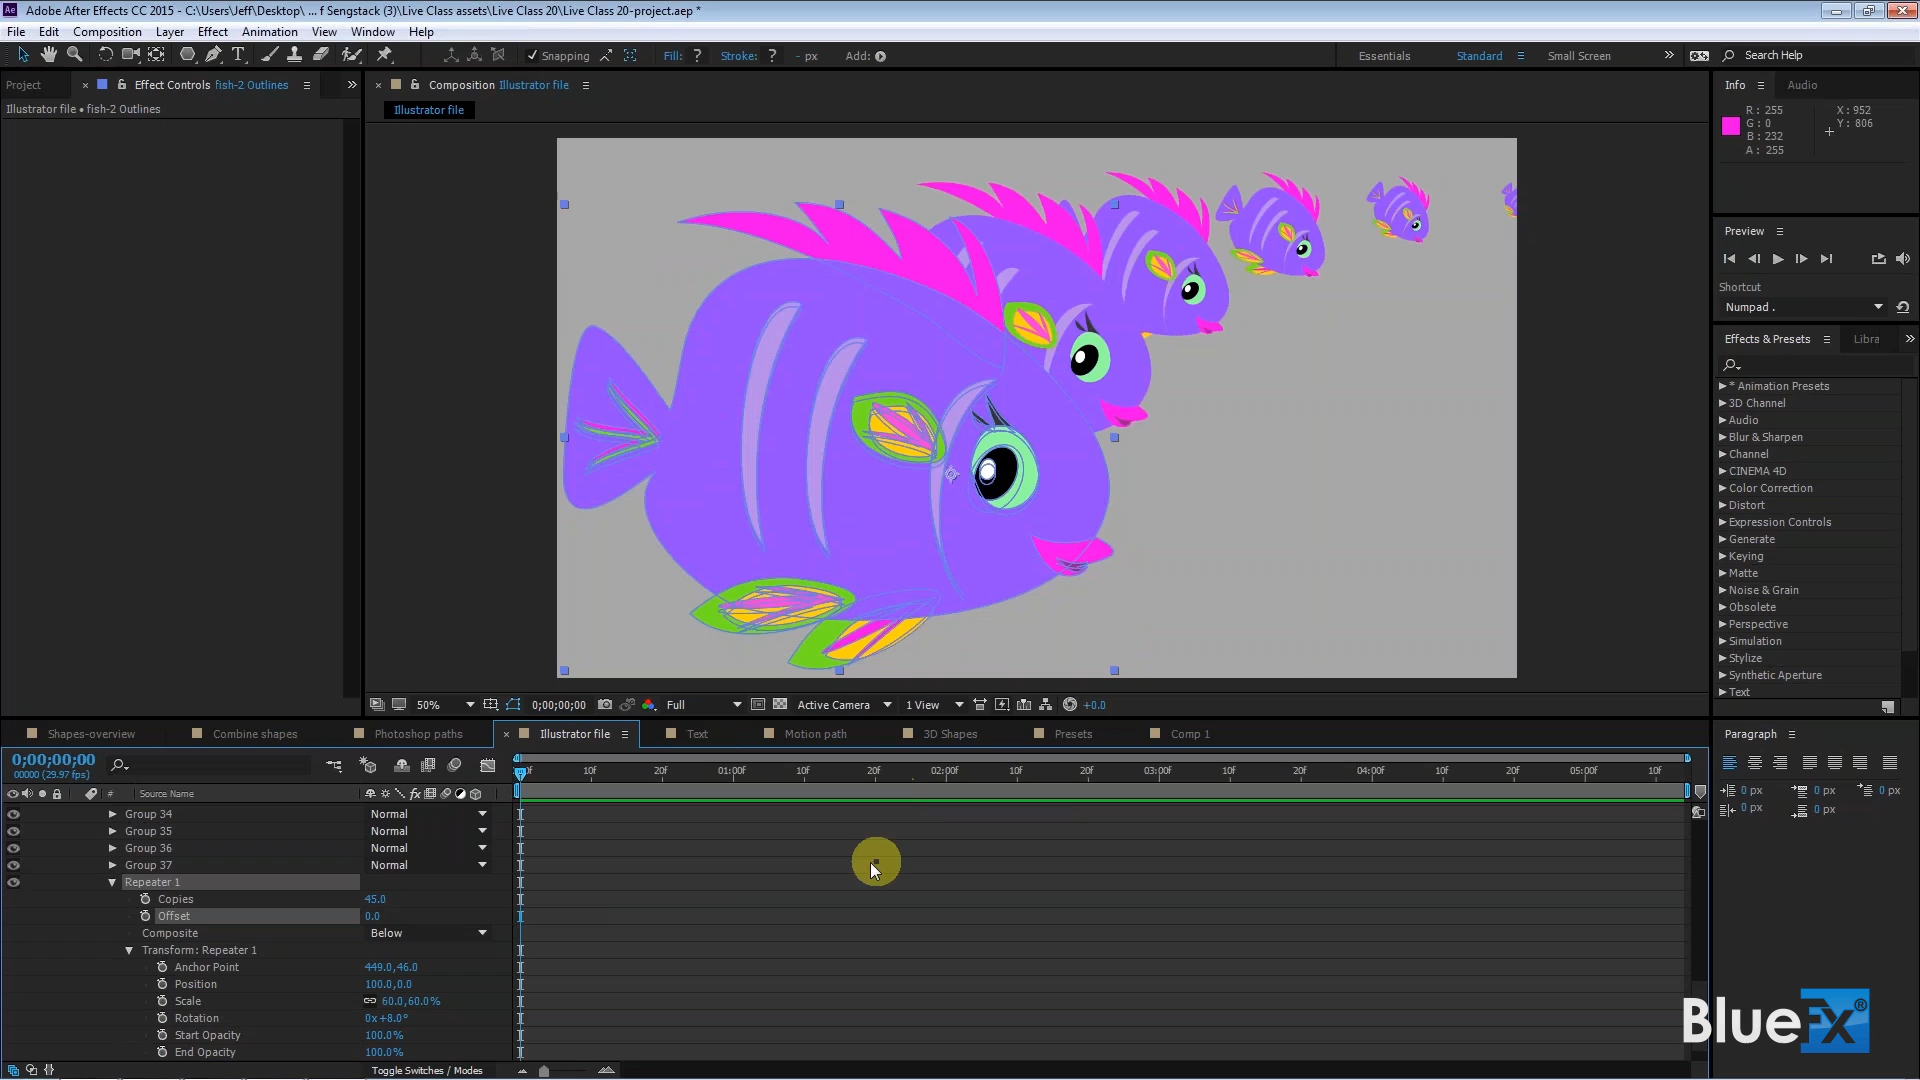 Adobe After Effects CC 2015 - C:\Users\Jeff\Desktop\ ... f Sengstack (3)\Live Class assets\Live Class 20\Live Class 20-project.aep *
File Edit Composition Layer Effect Animation View Window Help
Snapping Fill: ? Stroke: ? - px Add: Essentials Standard Small Screen Search Help
Project Effect Controls fish-2 Outlines Composition Illustrator file Info Audio
Illustrator file • fish-2 Outlines Illustrator file
R: 255 X: 952
G: 0 Y: 806
B: 232
A: 255
Preview
Shortcut
Numpad .
Effects & Presets Libra
* Animation Presets
3D Channel
Audio
Blur & Sharpen
Channel
CINEMA 4D
Color Correction
Distort
Expression Controls
Generate
Keying
Matte
Noise & Grain
Obsolete
Perspective
Simulation
Stylize
Synthetic Aperture
Text
50% 0;00;00;00 Full Active Camera 1 View +0.0
Shapes-overview Combine shapes Photoshop paths Illustrator file Text Motion path 3D Shapes Presets Comp 1
Paragraph
0;00;00;00
00000 (29.97 fps)
0f 10f 20f 01:00f 10f 20f 02:00f 10f 20f 03:00f 10f 20f 04:00f 10f 20f 05:00f 10f
# Source Name fx
0 px 0 px 0 px
0 px 0 px
Group 34 Normal
Group 35 Normal
Group 36 Normal
Group 37 Normal
Repeater 1
Copies 45.0
Offset 0.0
Composite Below
Transform: Repeater 1
Anchor Point 449.0,46.0
Position 100.0,0.0
Scale 60.0,60.0%
Rotation 0x+8.0°
Start Opacity 100.0%
End Opacity 100.0%
Toggle Switches / Modes
BlueFX®